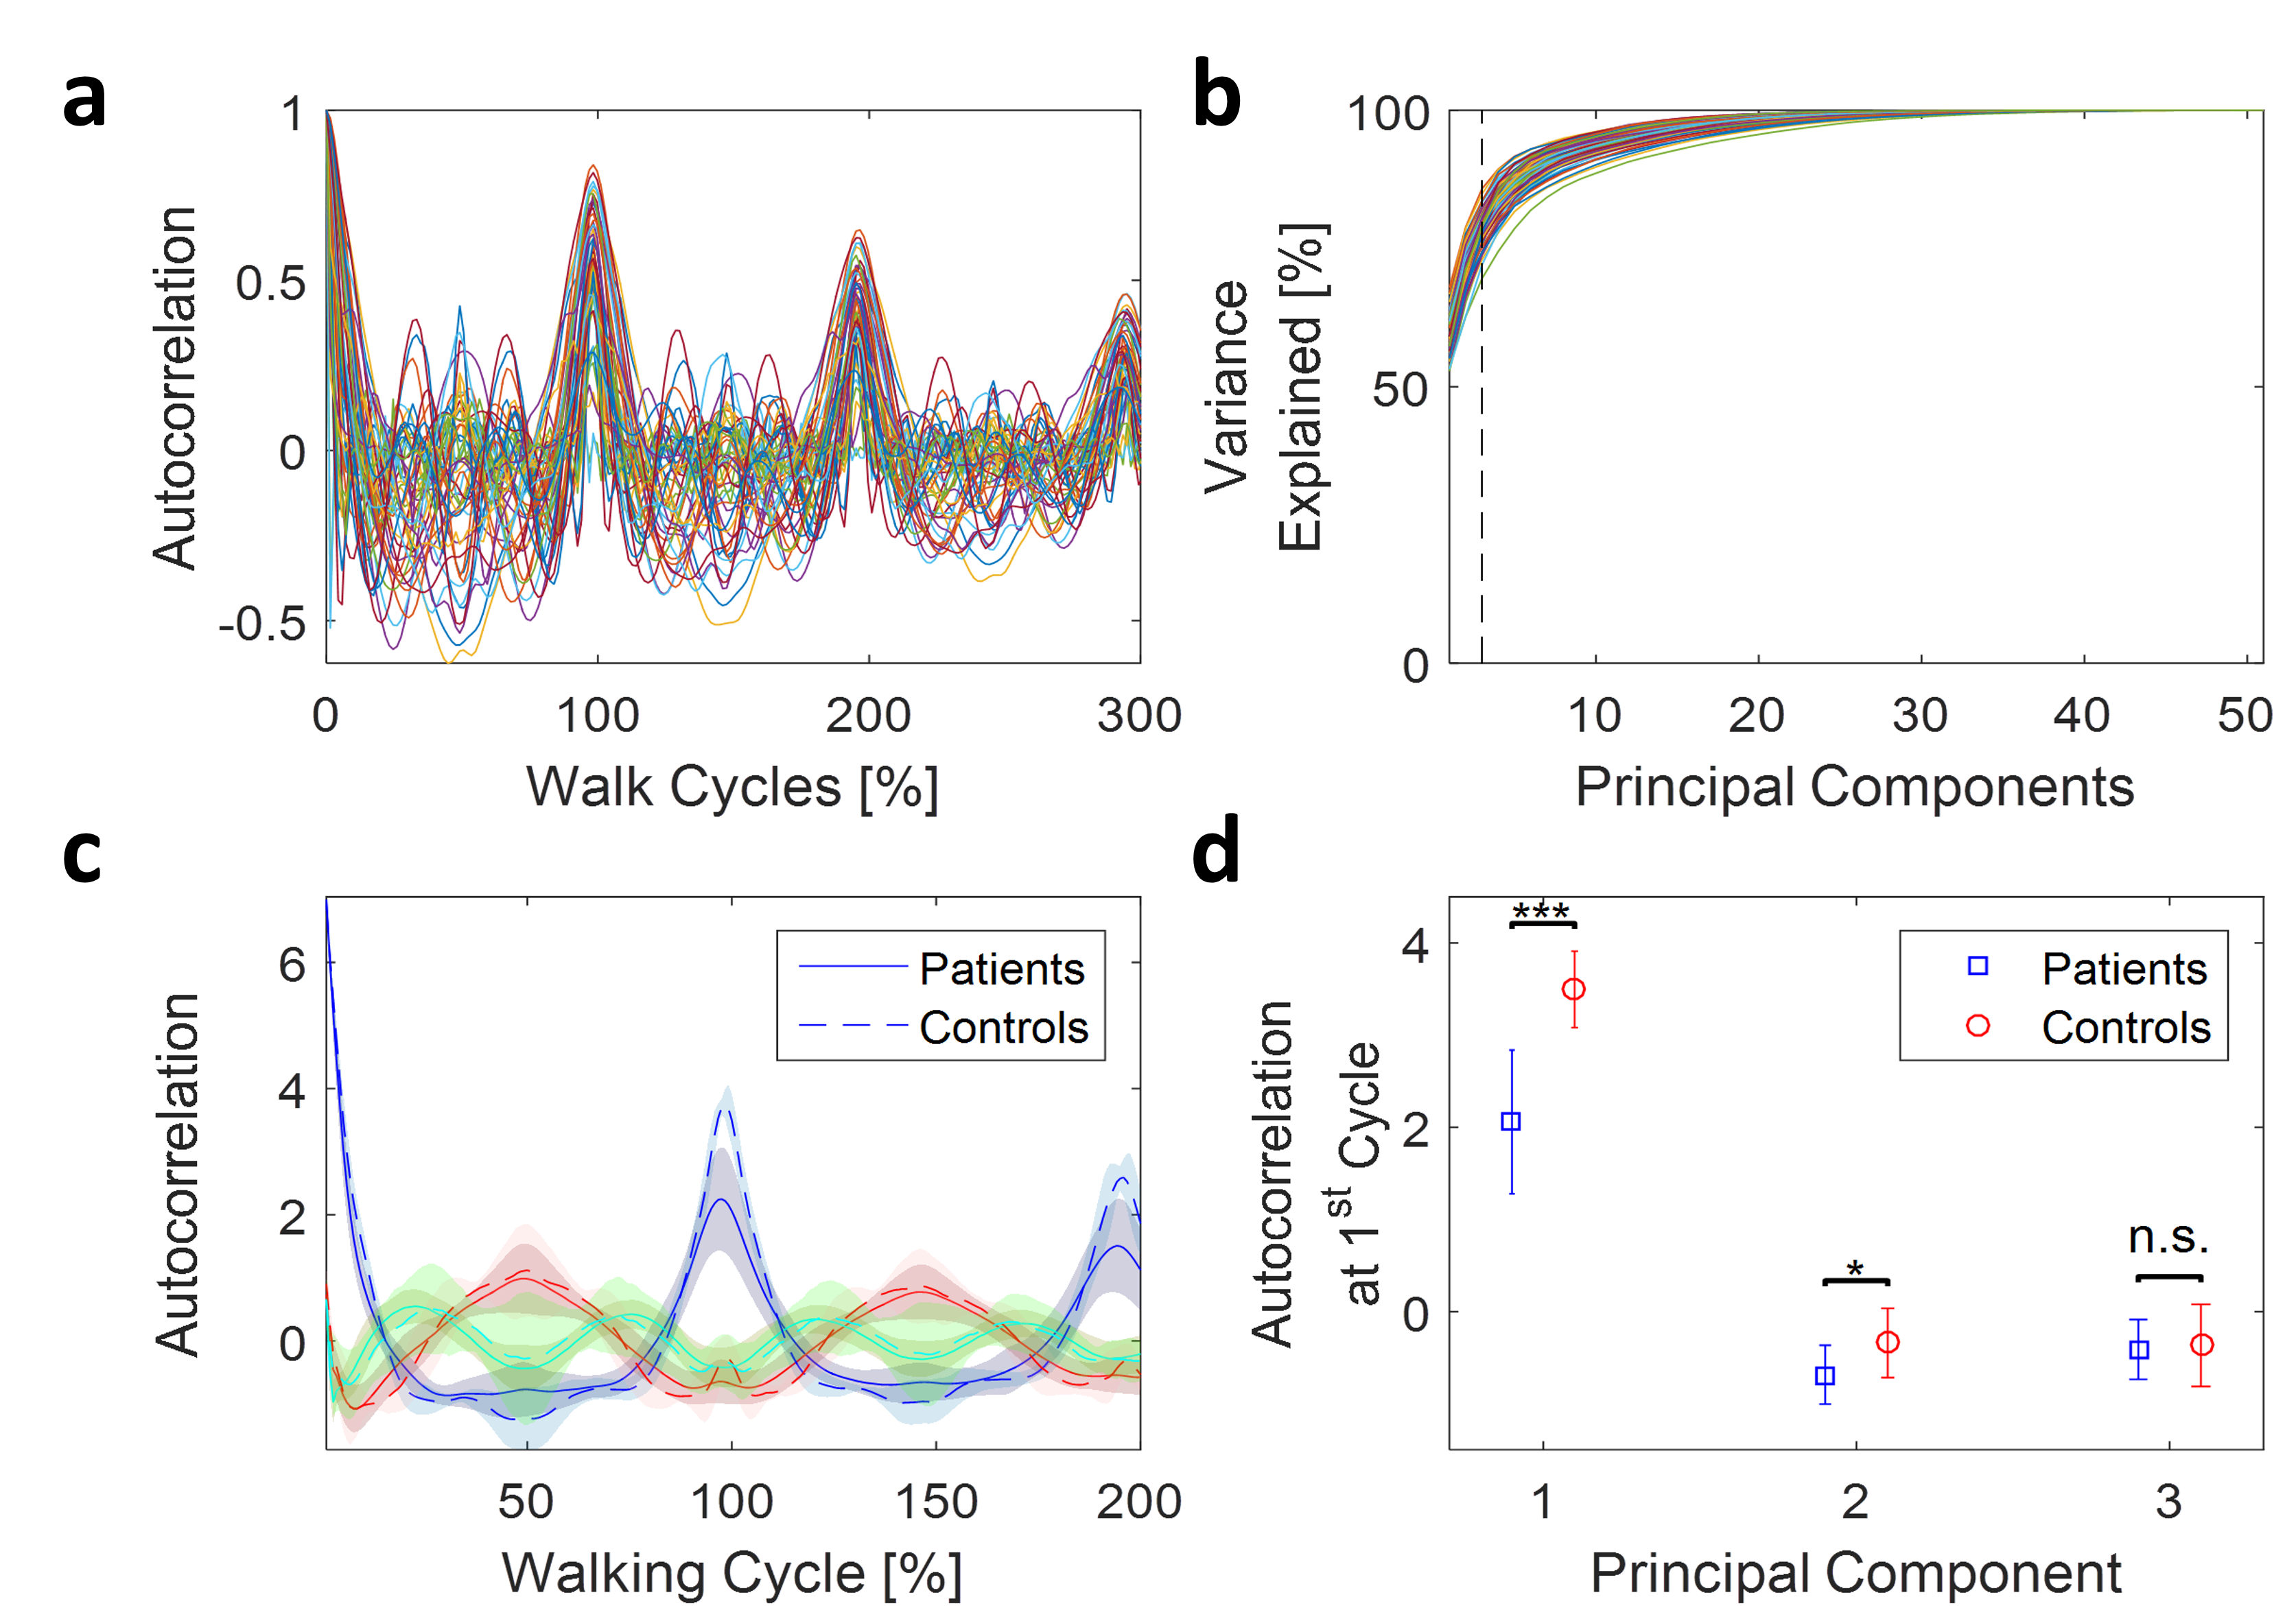 a
1
0.5
0
-0.5
Autocorrelation
0 100 200 300
Walk Cycles [%]
b
100
50
0
Variance
Explained [%]
10 20 30 40 50
Principal Components
c
6
4
2
0
Autocorrelation
Patients
Controls
50 100 150 200
Walking Cycle [%]
d
4
2
0
Autocorrelation
at 1st Cycle
***
*
n.s.
Patients
Controls
1 2 3
Principal Component